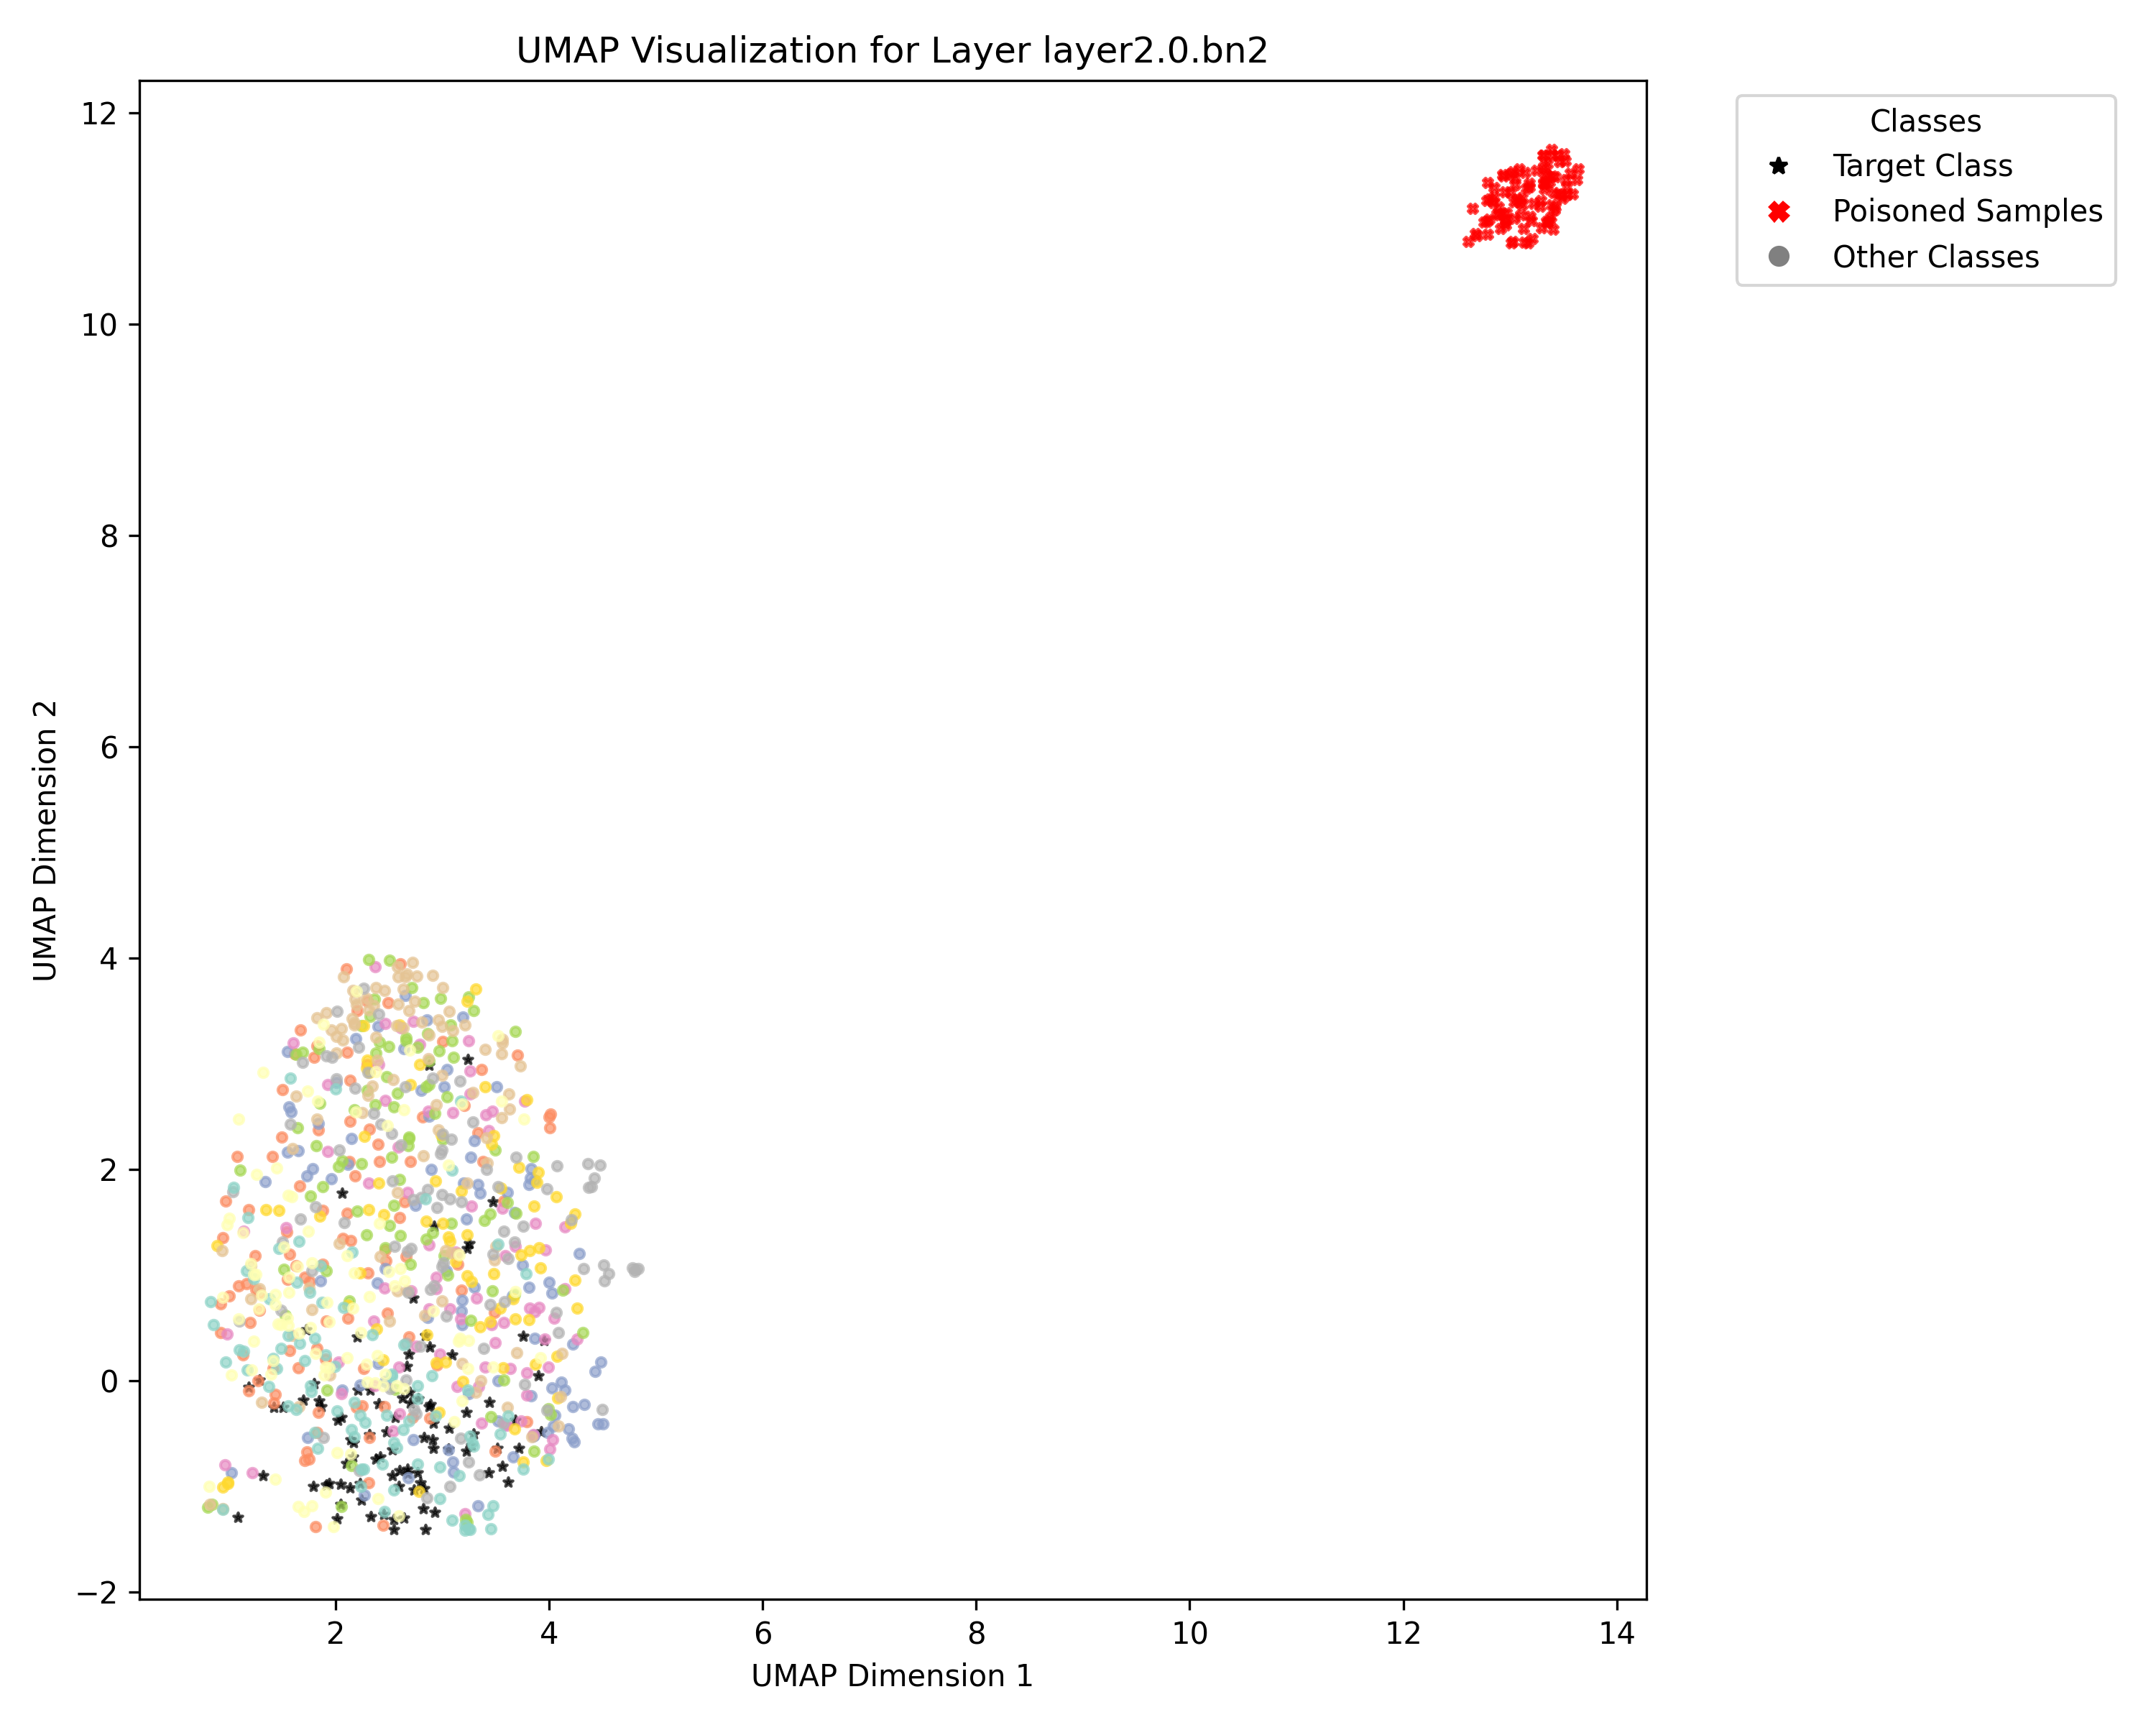 UMAP Visualization for Layer layer2.0.bn2
Classes
Target Class
Poisoned Samples
Other Classes
UMAP Dimension 2
12
10
8
6
4
2
0
−2
2
4
6
8
10
12
14
UMAP Dimension 1